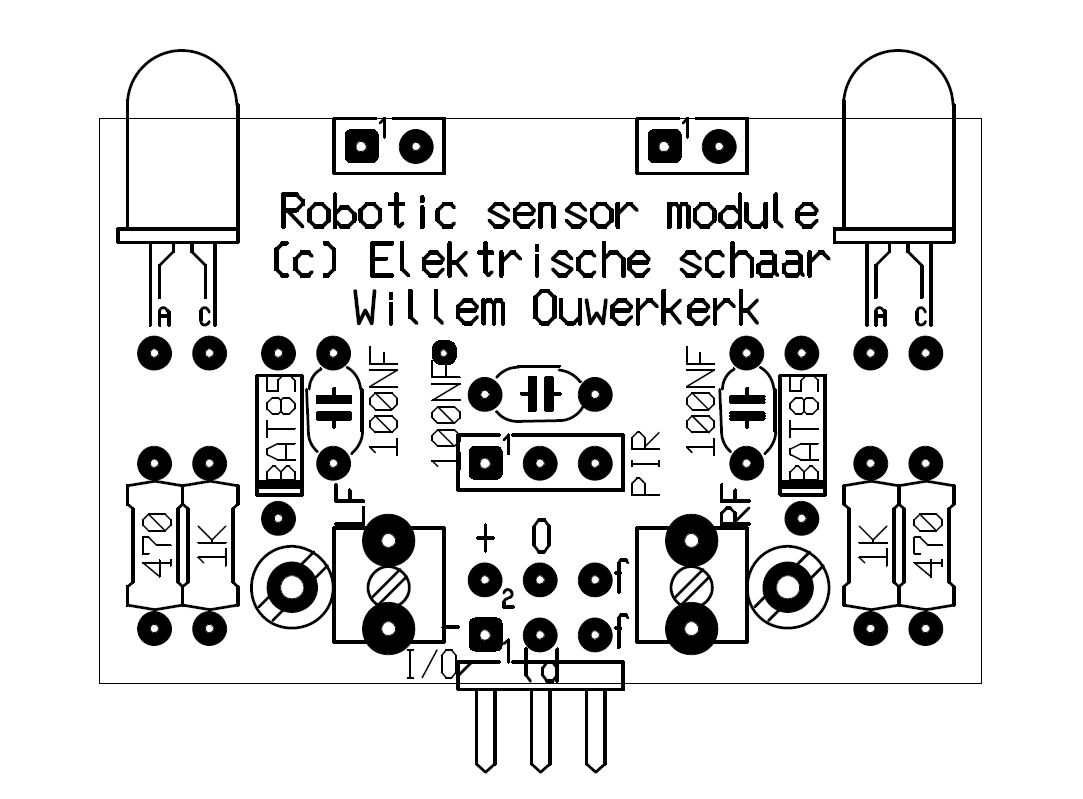 1 1
Robotic sensor module
(c) Elektrische schaar
Willem Ouwerkerk
A C A C
100NF 100NF 100NF
BAT85 BAT85
1 PIR
LF RF
470 1K 1K 470
+ 0
f
2
- f
I/O 1 td